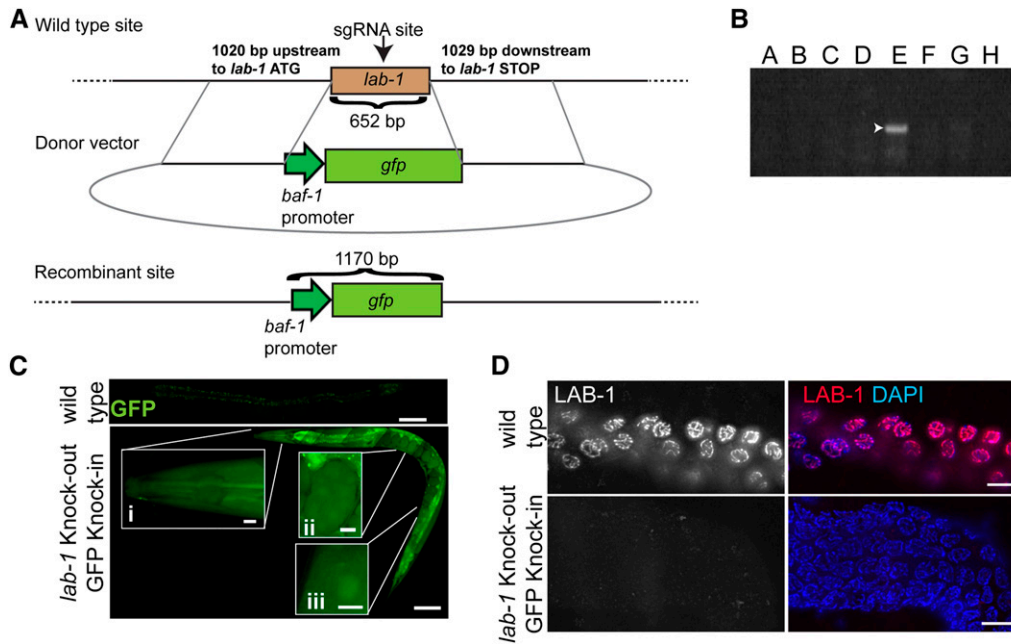 A
Wild type site
sgRNA site
1020 bp upstream
to lab-1 ATG
1029 bp downstream
to lab-1 STOP
lab-1
652 bp
Donor vector
gfp
baf-1
promoter
Recombinant site
1170 bp
gfp
baf-1
promoter
B
A B C D E F G H
C
wild
type
GFP
lab-1 Knock-out
GFP Knock-in
i
ii
iii
D
wild
type
LAB-1
LAB-1 DAPI
lab-1 Knock-out
GFP Knock-in